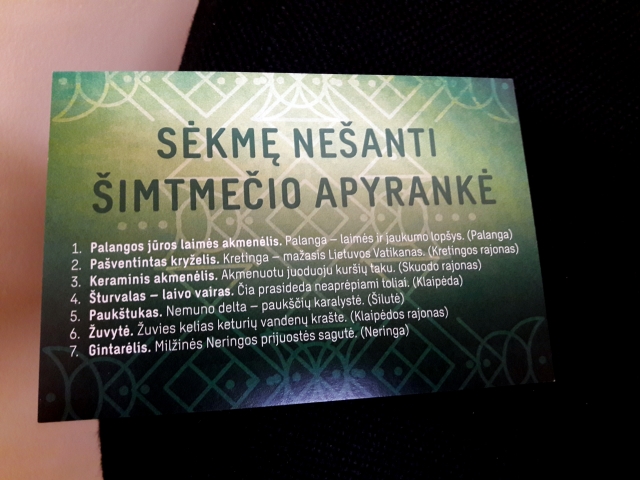 SĖKMĘ NEŠANTI
ŠIMTMEČIO APYRANKĖ
1. Palangos jūros laimės akmenėlis. Palanga – laimės ir jaukumo lopšys. (Palanga)
2. Pašventintas kryželis. Kretinga – mažasis Lietuvos Vatikanas. (Kretingos rajonas)
3. Keraminis akmenėlis. Akmenuotu juoduoju kuršių taku. (Skuodo rajonas)
4. Šturvalas – laivo vairas. Čia prasideda neaprėpiami toliai. (Klaipėda)
5. Paukštukas. Nemuno delta – paukščių karalystė. (Šilutė)
6. Žuvytė. Žuvies kelias keturių vandenų krašte. (Klaipėdos rajonas)
7. Gintarėlis. Milžinės Neringos prijuostės sagutė. (Neringa)